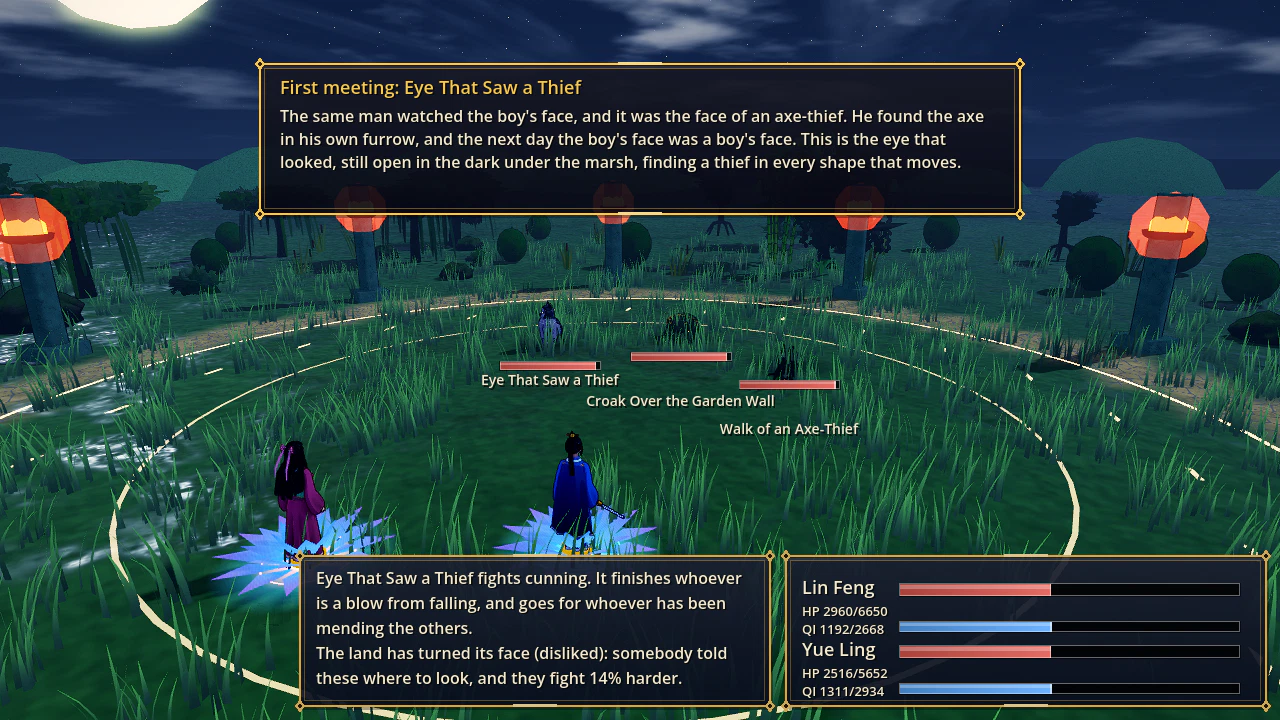 First meeting: Eye That Saw a Thief
The same man watched the boy's face, and it was the face of an axe-thief. He found the axe
in his own furrow, and the next day the boy's face was a boy's face. This is the eye that
looked, still open in the dark under the marsh, finding a thief in every shape that moves.
Eye That Saw a Thief
Croak Over the Garden Wall
Walk of an Axe-Thief
Eye That Saw a Thief fights cunning. It finishes whoever
is a blow from falling, and goes for whoever has been
mending the others.
The land has turned its face (disliked): somebody told
these where to look, and they fight 14% harder.
Lin Feng
HP 2960/6650
QI 1192/2668
Yue Ling
HP 2516/5652
QI 1311/2934